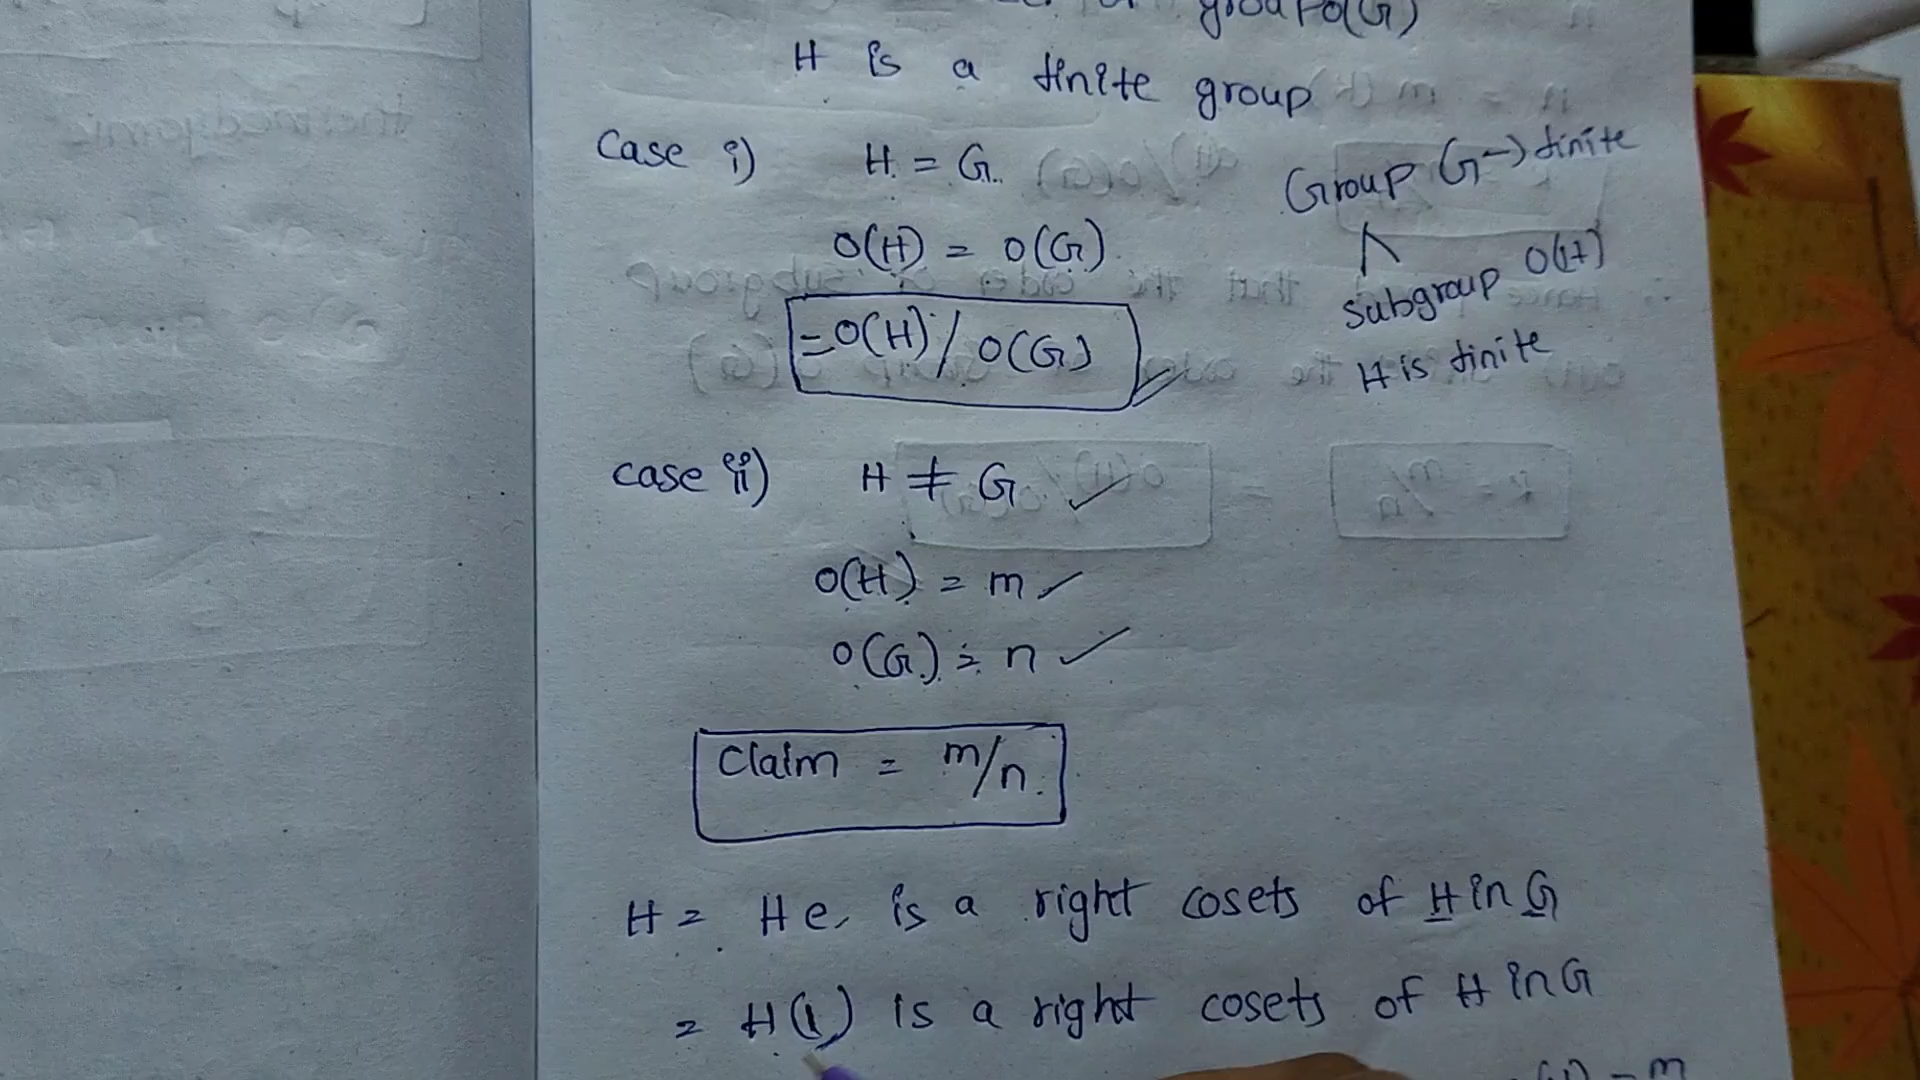 group O(G)
H is a finite group
Case i) H = G
O(H) = O(G)
= O(H) / O(G)
Group G → finite
subgroup O(H)
H is finite
case ii) H ≠ G ✓
O(H) = m ✓
O(G) = n ✓
Claim = m/n.
H = He is a right cosets of H in G
= H(1) is a right cosets of H in G
= m